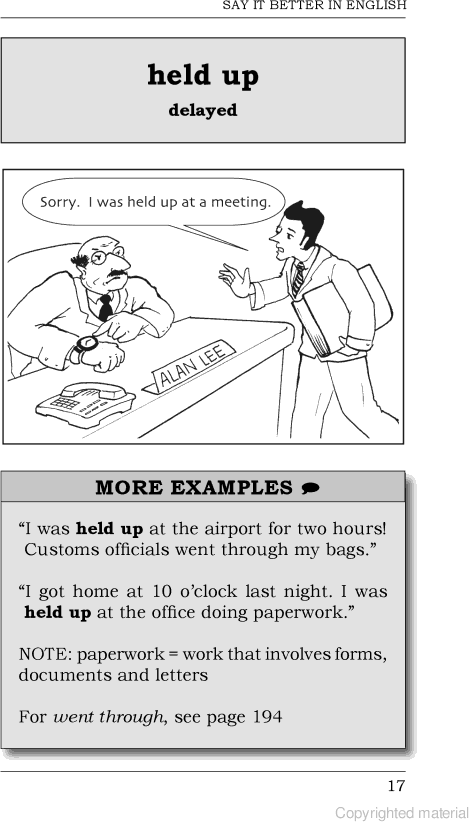 SAY IT BETTER IN ENGLISH
held up
delayed
Sorry.  I was held up at a meeting.
ALAN LEE
MORE EXAMPLES
“I was held up at the airport for two hours!
Customs officials went through my bags.”
“I got home at 10 o’clock last night. I was
held up at the office doing paperwork.”
NOTE: paperwork = work that involves forms,
documents and letters
For went through, see page 194
17
Copyrighted material